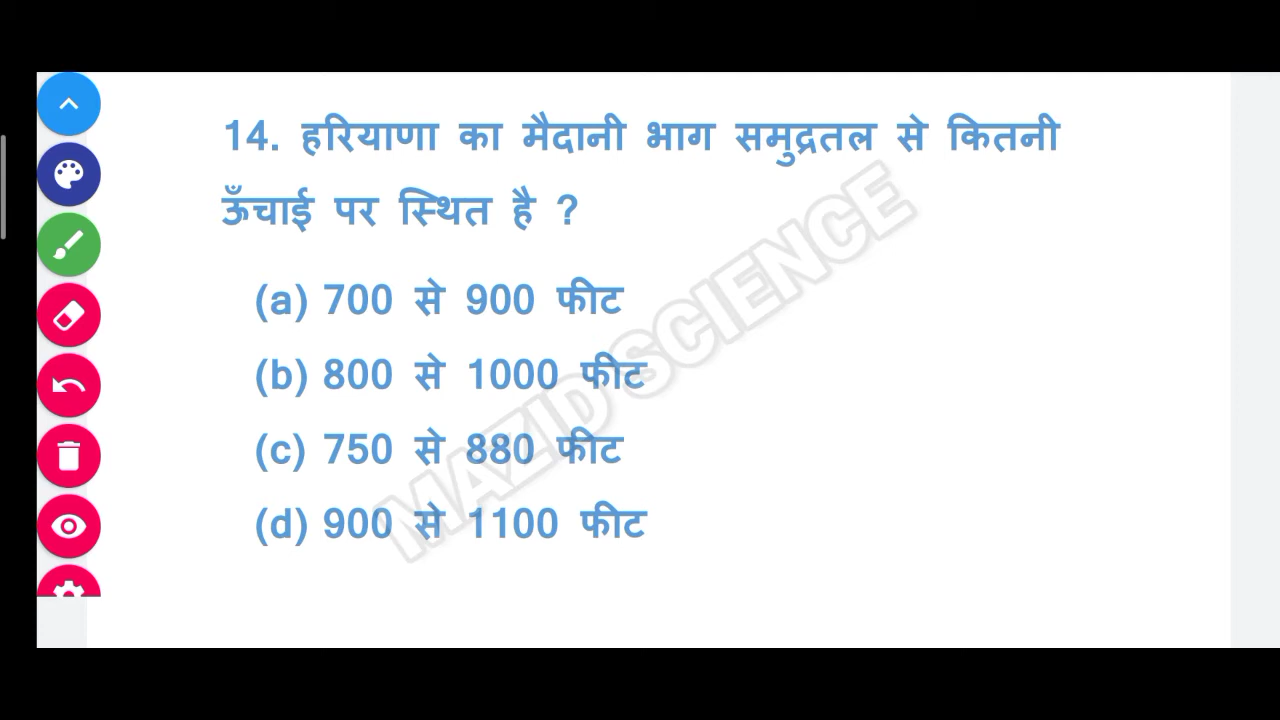 14. हरियाणा का मैदानी भाग समुद्रतल से कितनी
ऊँचाई पर स्थित है ?
(a) 700 से 900 फीट
(b) 800 से 1000 फीट
(c) 750 से 880 फीट
(d) 900 से 1100 फीट
MAZID SCIENCE